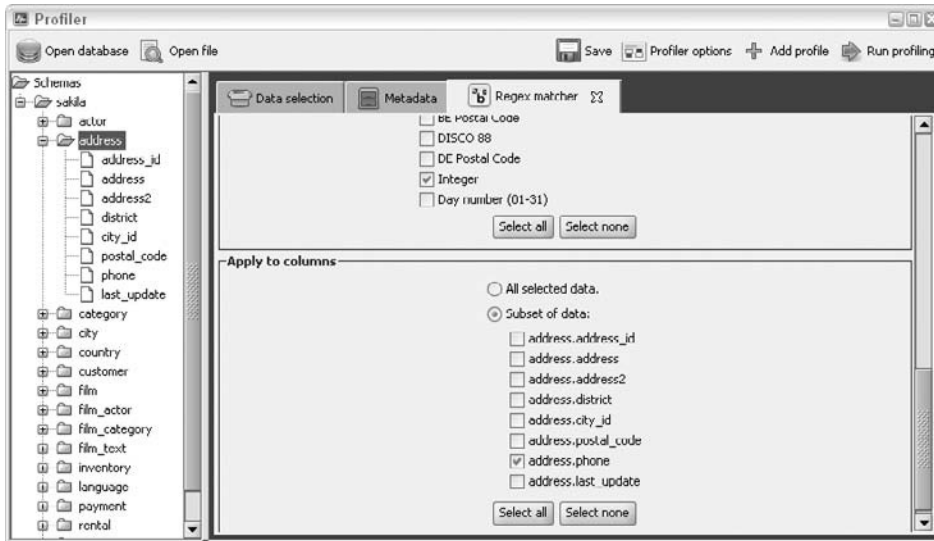 Profiler
Open database Open file Save Profiler options Add profile Run profiling
Schemas
sakila
actor
address
address_id
address
address2
district
city_id
postal_code
phone
last_update
category
city
country
customer
film
film_actor
film_category
film_text
inventory
language
payment
rental
Data selection Metadata Regex matcher
BE Postal Code
DISCO 88
DE Postal Code
Integer
Day number (01-31)
Select all Select none
Apply to columns
All selected data.
Subset of data:
address.address_id
address.address
address.address2
address.district
address.city_id
address.postal_code
address.phone
address.last_update
Select all Select none